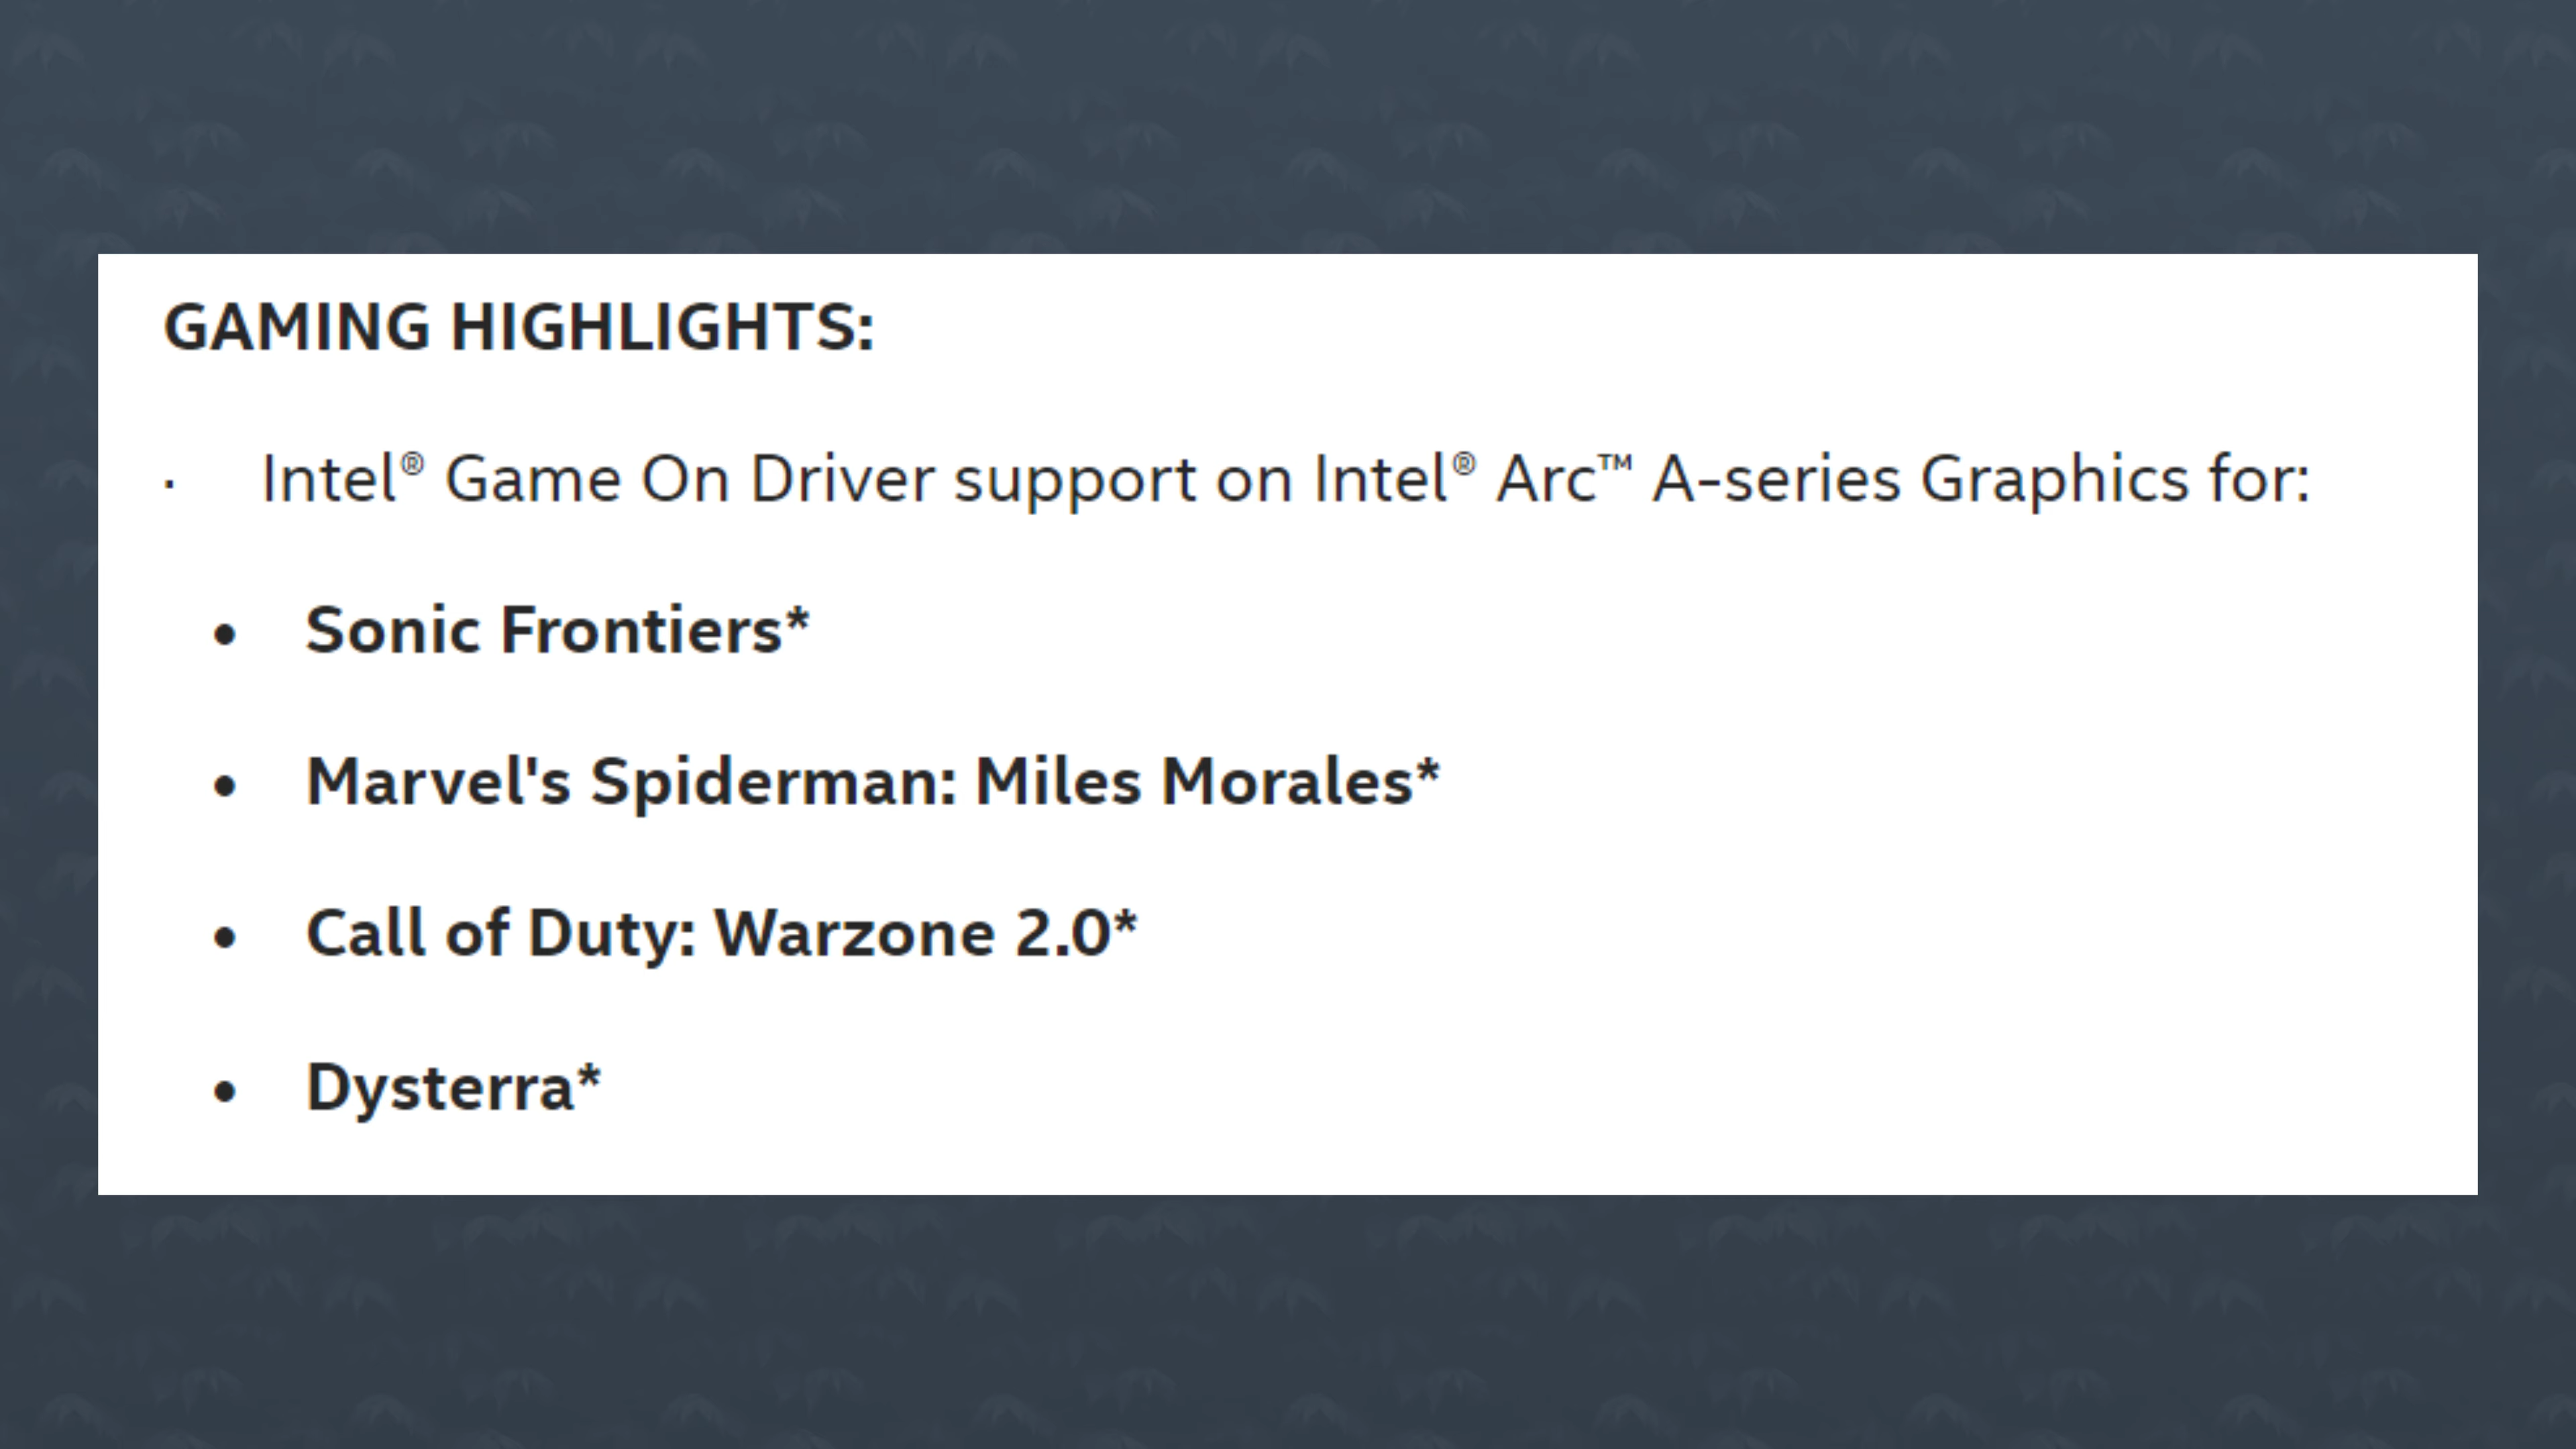 GAMING HIGHLIGHTS:
· Intel® Game On Driver support on Intel® Arc™ A-series Graphics for:
• Sonic Frontiers*
• Marvel's Spiderman: Miles Morales*
• Call of Duty: Warzone 2.0*
• Dysterra*